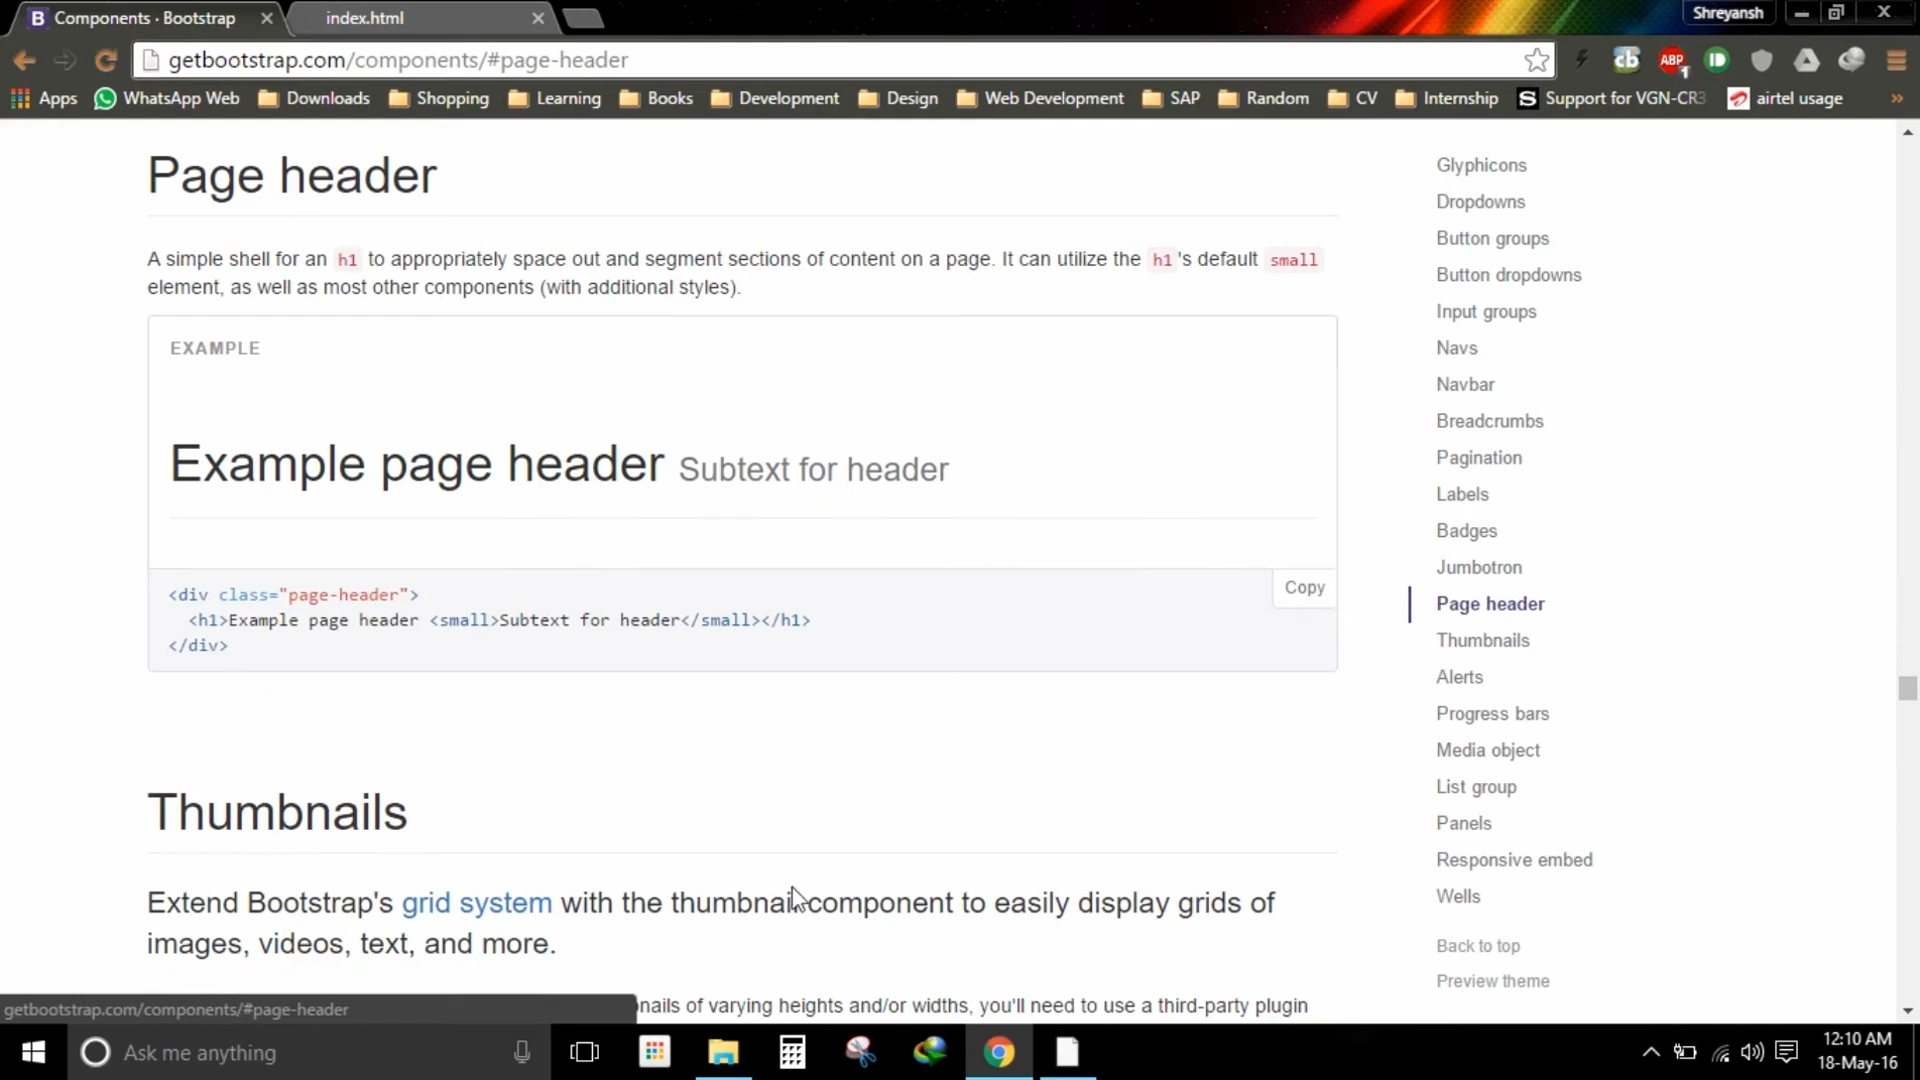 Components · Bootstrap
index.html
Shreyansh
getbootstrap.com/components/#page-header
Apps WhatsApp Web Downloads Shopping Learning Books Development Design Web Development SAP Random CV Internship Support for VGN-CR3 airtel usage
Page header
A simple shell for an h1 to appropriately space out and segment sections of content on a page. It can utilize the h1's default small
element, as well as most other components (with additional styles).
EXAMPLE
Example page header Subtext for header
Copy
<div class="page-header">
<h1>Example page header <small>Subtext for header</small></h1>
</div>
Thumbnails
Extend Bootstrap's grid system with the thumbnail component to easily display grids of
images, videos, text, and more.
nails of varying heights and/or widths, you'll need to use a third-party plugin
Glyphicons
Dropdowns
Button groups
Button dropdowns
Input groups
Navs
Navbar
Breadcrumbs
Pagination
Labels
Badges
Jumbotron
Page header
Thumbnails
Alerts
Progress bars
Media object
List group
Panels
Responsive embed
Wells
Back to top
Preview theme
getbootstrap.com/components/#page-header
Ask me anything
12:10 AM
18-May-16